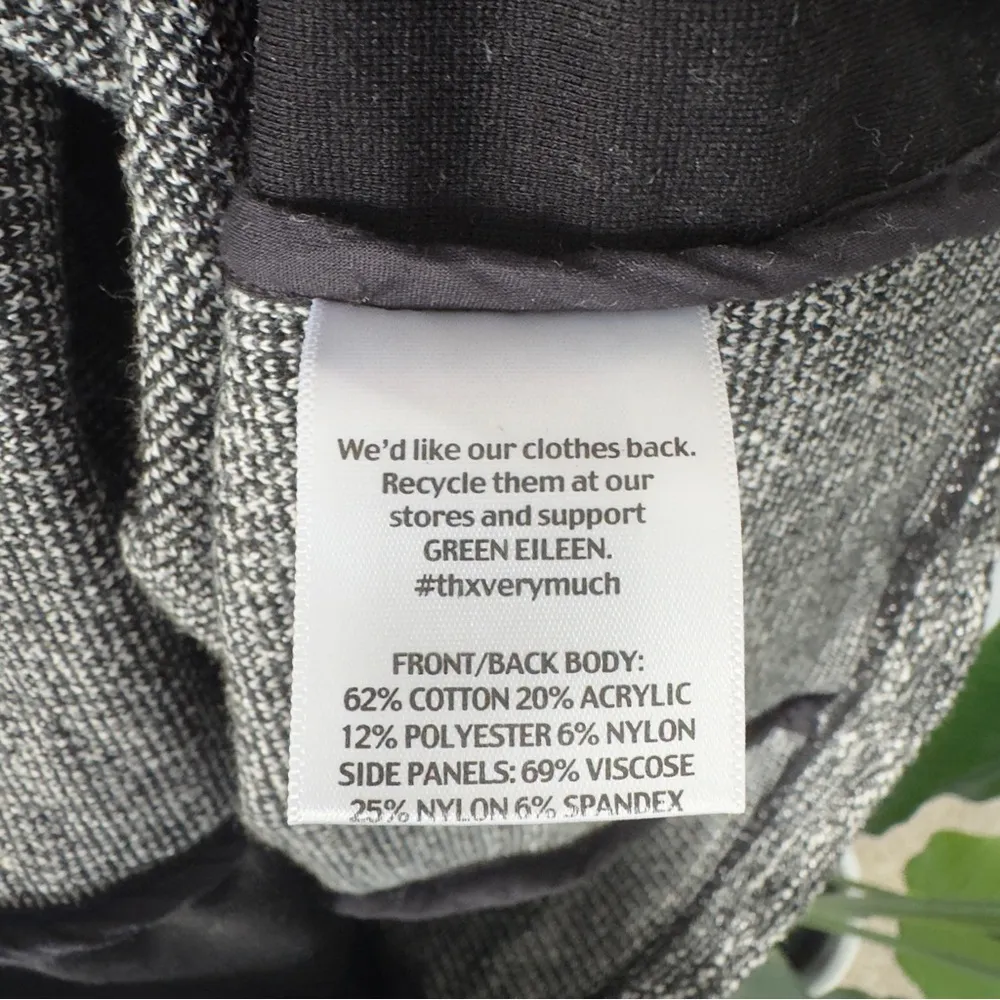 We'd like our clothes back.
Recycle them at our
stores and support
GREEN EILEEN.
#thxverymuch
FRONT/BACK BODY:
62% COTTON 20% ACRYLIC
12% POLYESTER 6% NYLON
SIDE PANELS: 69% VISCOSE
25% NYLON 6% SPANDEX